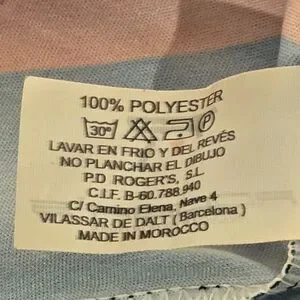 100% POLYESTER
30° P
LAVAR EN FRIO Y DEL REVÉS
NO PLANCHAR EL DIBUJO
P.D ROGER'S, S.L.
C.I.F. B-60.788.940
C/ Camino Elena, Nave 4
VILASSAR DE DALT ( Barcelona )
MADE IN MOROCCO